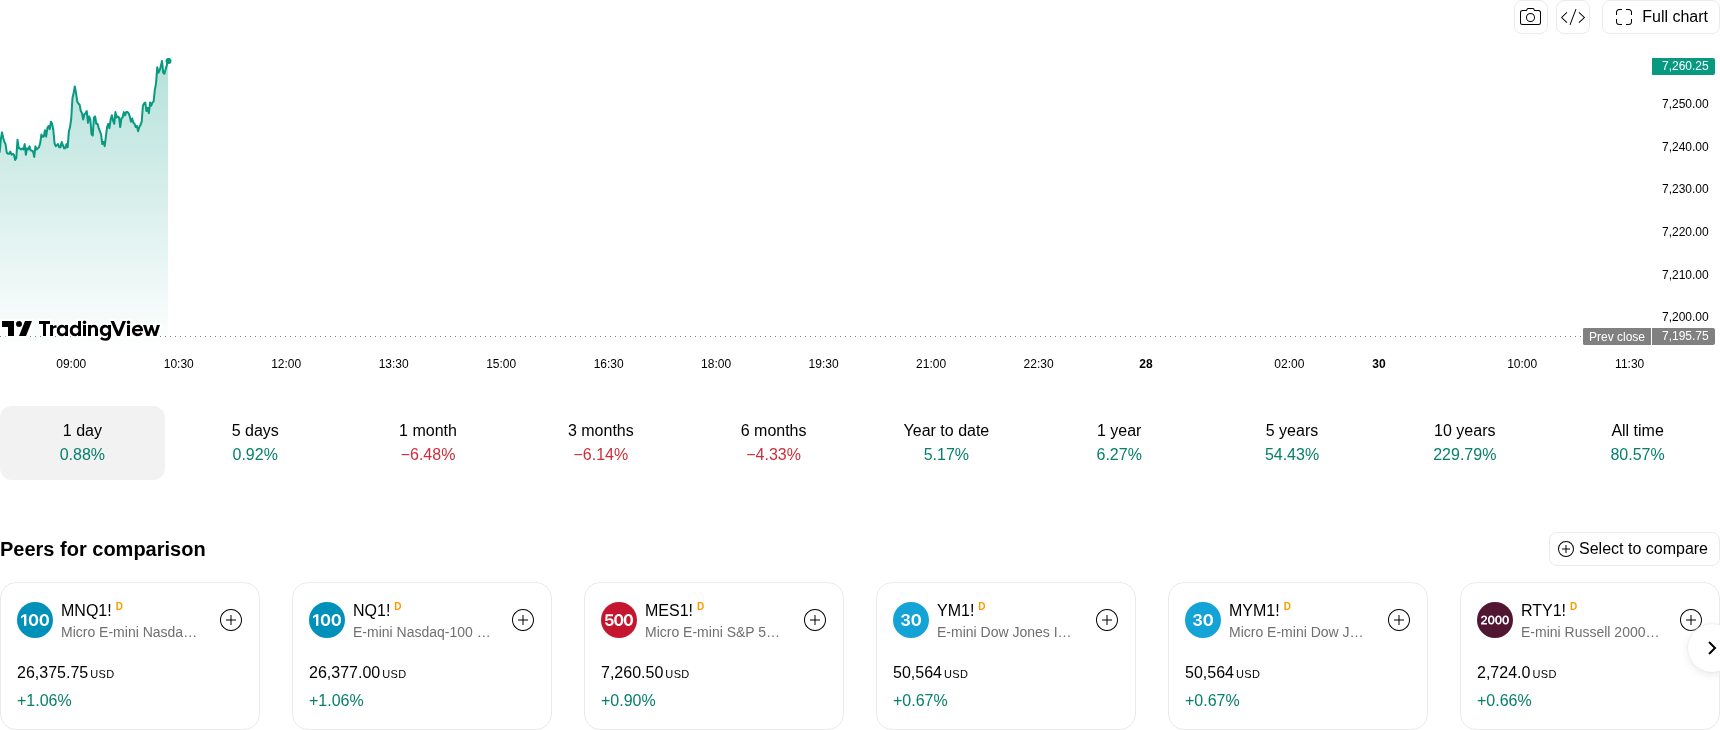 Full chart
7,260.25
7,250.00
7,240.00
7,230.00
7,220.00
7,210.00
7,200.00
TradingView
Prev close 7,195.75
09:00 10:30 12:00 13:30 15:00 16:30 18:00 19:30 21:00 22:30 28 02:00 30 10:00 11:30
1 day 5 days 1 month 3 months 6 months Year to date 1 year 5 years 10 years All time
0.88% 0.92% −6.48% −6.14% −4.33% 5.17% 6.27% 54.43% 229.79% 80.57%
Peers for comparison
Select to compare
100 MNQ1! D
Micro E-mini Nasda…
26,375.75 USD
+1.06%
100 NQ1! D
E-mini Nasdaq-100 …
26,377.00 USD
+1.06%
500 MES1! D
Micro E-mini S&P 5…
7,260.50 USD
+0.90%
30 YM1! D
E-mini Dow Jones I…
50,564 USD
+0.67%
30 MYM1! D
Micro E-mini Dow J…
50,564 USD
+0.67%
2000 RTY1! D
E-mini Russell 2000…
2,724.0 USD
+0.66%